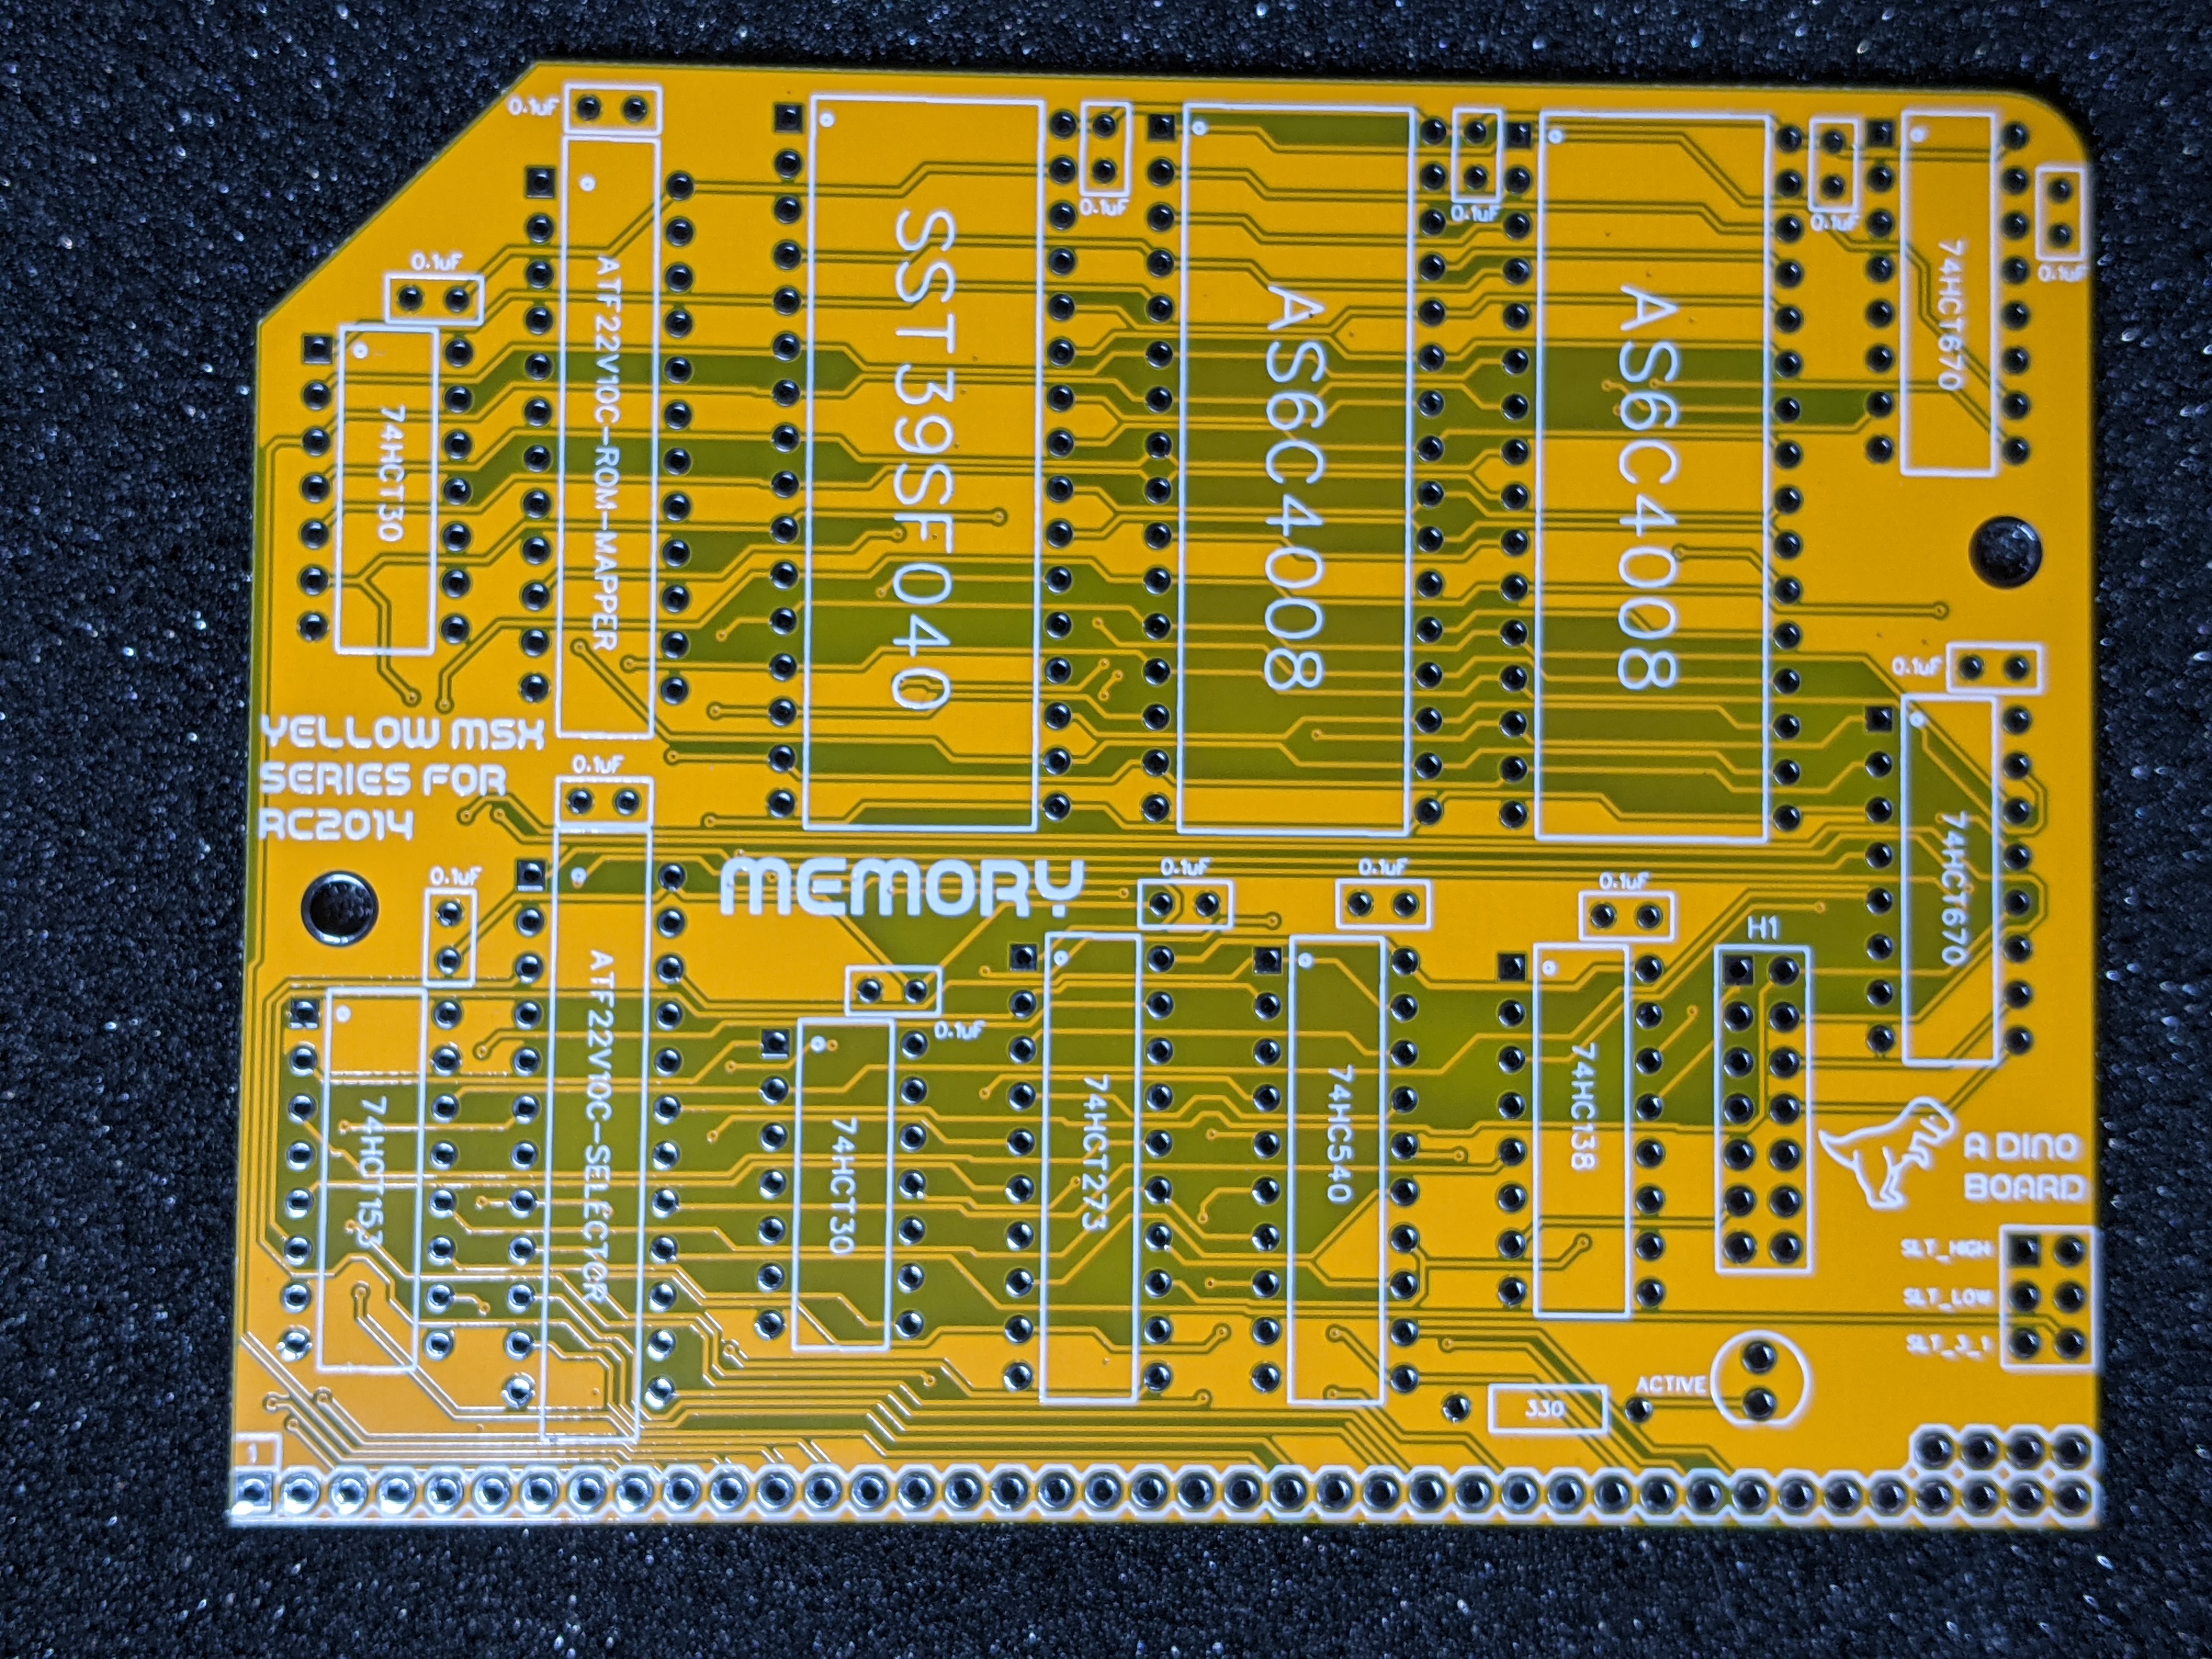 0.1uF
0.1uF
0.1uF
0.1uF
0.1uF
0.1uF
74HCT30
ATF22V10C-ROM-MAPPER
SST39SF040
AS6C4008
AS6C4008
74HCT670
0.1uF
YELLOW MSX
SERIES FOR
RC2014
0.1uF
0.1uF
MEMORY
0.1uF
0.1uF
0.1uF
H1
74HCT670
0.1uF
74HCT153
ATF22V10C-SELECTOR
74HCT30
74HCT273
74HC540
74HC138
A DINO
BOARD
SLT_HGH
SLT_LOW
SLT_3_1
ACTIVE
330
1